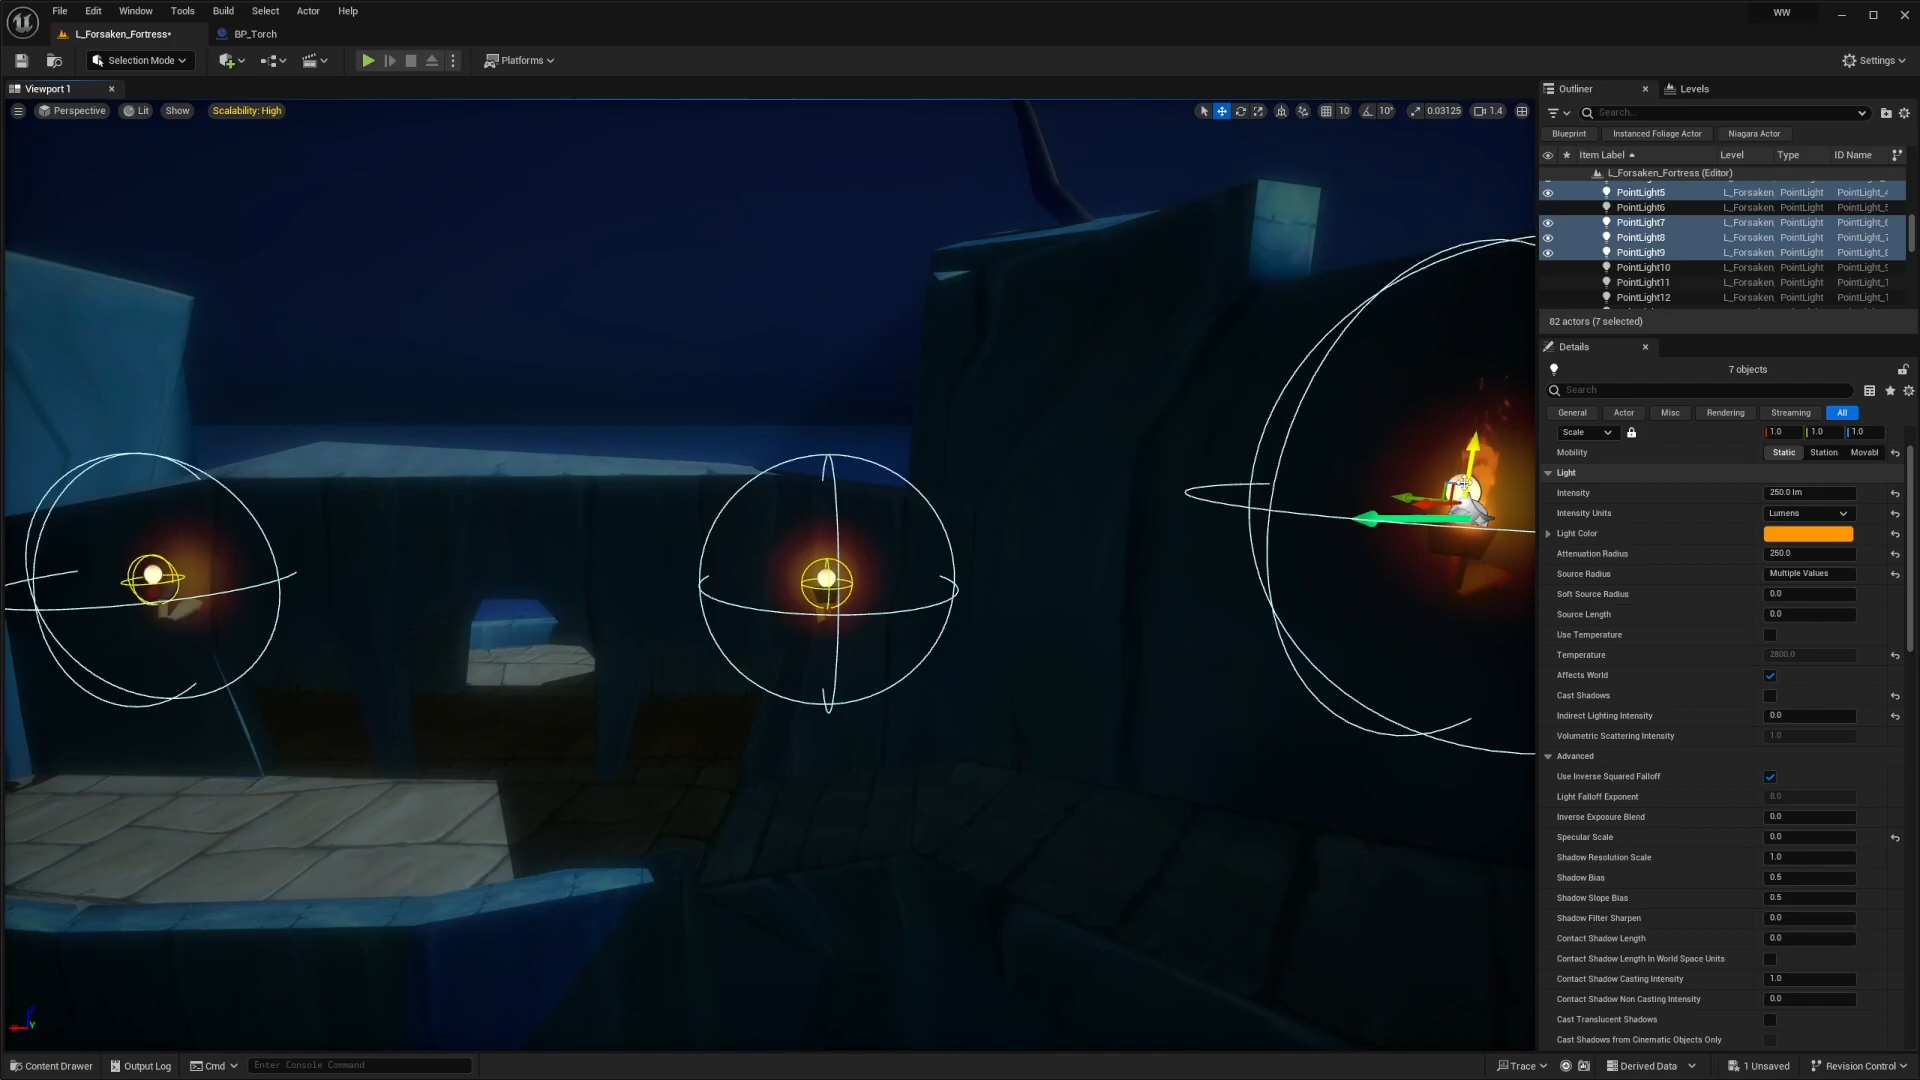 File Edit Window Tools Build Select Actor Help
WW
L_Forsaken_Fortress•
BP_Torch
Selection Mode
Platforms
Settings
Viewport 1
Perspective
Lit
Show
Scalability: High
10
10°
0.03125
1.4
Outliner
Levels
Search...
Blueprint
Instanced Foliage Actor
Niagara Actor
Item Label
Level
Type
ID Name
L_Forsaken_Fortress (Editor)
PointLight5 L_Forsaken PointLight
PointLight6 L_Forsaken PointLight
PointLight7 L_Forsaken PointLight
PointLight8 L_Forsaken PointLight
PointLight9 L_Forsaken PointLight
PointLight10 L_Forsaken PointLight
PointLight11 L_Forsaken PointLight
PointLight12 L_Forsaken PointLight
82 actors (7 selected)
Details
7 objects
Search
General Actor Misc Rendering Streaming All
Scale 1.0 1.0 1.0
Mobility Static Station Movabl
Light
Intensity 250.0 lm
Intensity Units Lumens
Light Color
Attenuation Radius 250.0
Source Radius Multiple Values
Soft Source Radius 0.0
Source Length 0.0
Use Temperature
Temperature 2800.0
Affects World
Cast Shadows
Indirect Lighting Intensity 0.0
Volumetric Scattering Intensity 1.0
Advanced
Use Inverse Squared Falloff
Light Falloff Exponent 8.0
Inverse Exposure Blend 0.0
Specular Scale 0.0
Shadow Resolution Scale 1.0
Shadow Bias 0.5
Shadow Slope Bias 0.5
Shadow Filter Sharpen 0.0
Contact Shadow Length 0.0
Contact Shadow Length In World Space Units
Contact Shadow Casting Intensity 1.0
Contact Shadow Non Casting Intensity 0.0
Cast Translucent Shadows
Cast Shadows from Cinematic Objects Only
Content Drawer
Output Log
Cmd
Enter Console Command
Trace
Derived Data
1 Unsaved
Revision Control